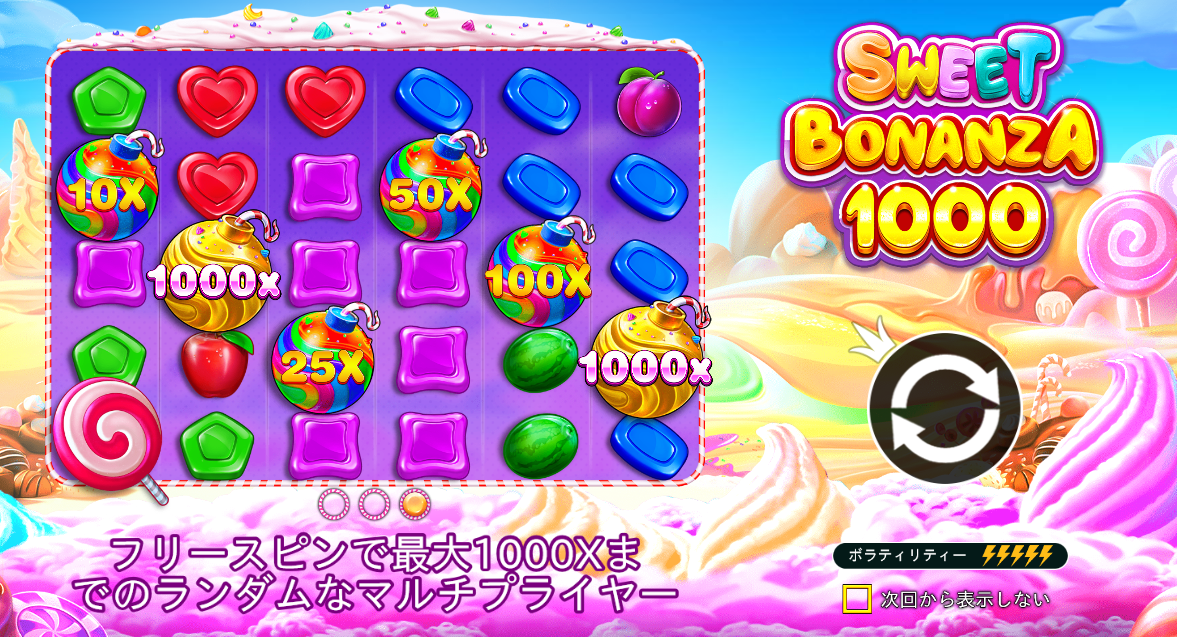 SWEET
BONANZA
1000
10X
50X
1000x
100X
25X
1000x
フリースピンで最大1000Xま
でのランダムなマルチプライヤー
ボラティリティー
次回から表示しない